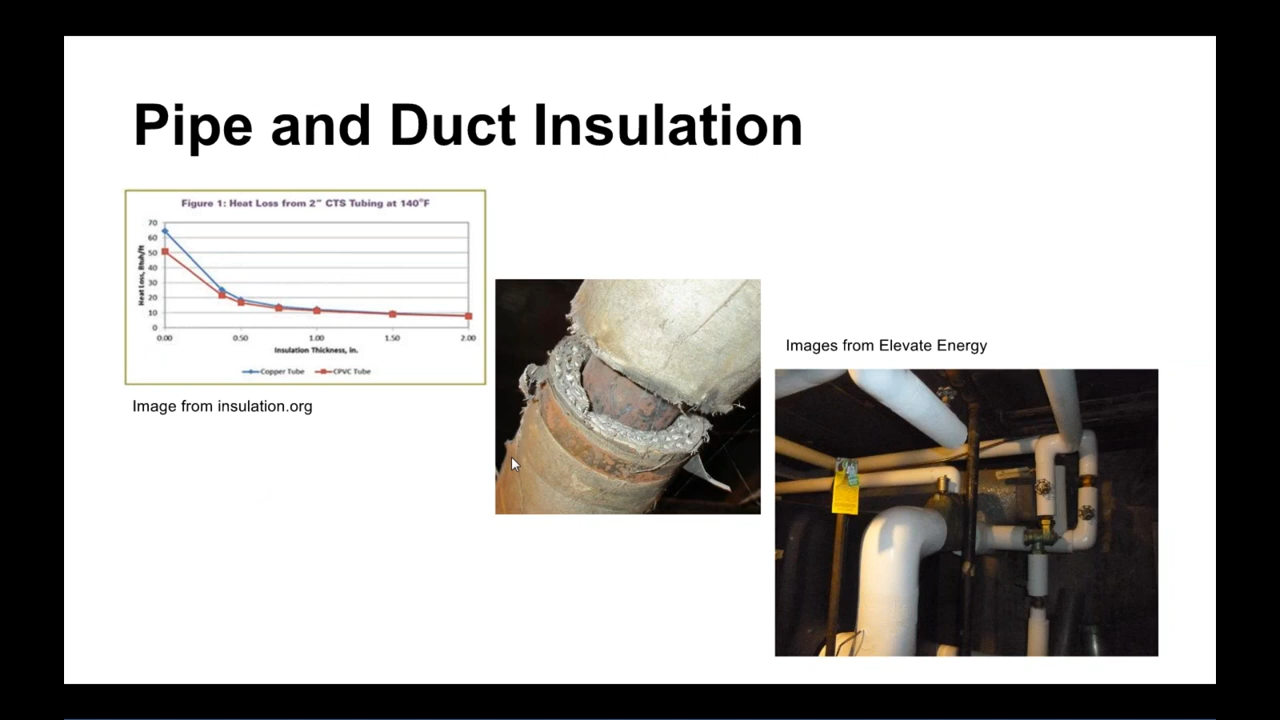 Pipe and Duct Insulation
Figure 1: Heat Loss from 2" CTS Tubing at 140°F
70
60
50
40
30
20
10
0
Heat Loss, Btuh/ft
0.00 0.50 1.00 1.50 2.00
Insulation Thickness, in.
Copper Tube CPVC Tube
Image from insulation.org
Images from Elevate Energy